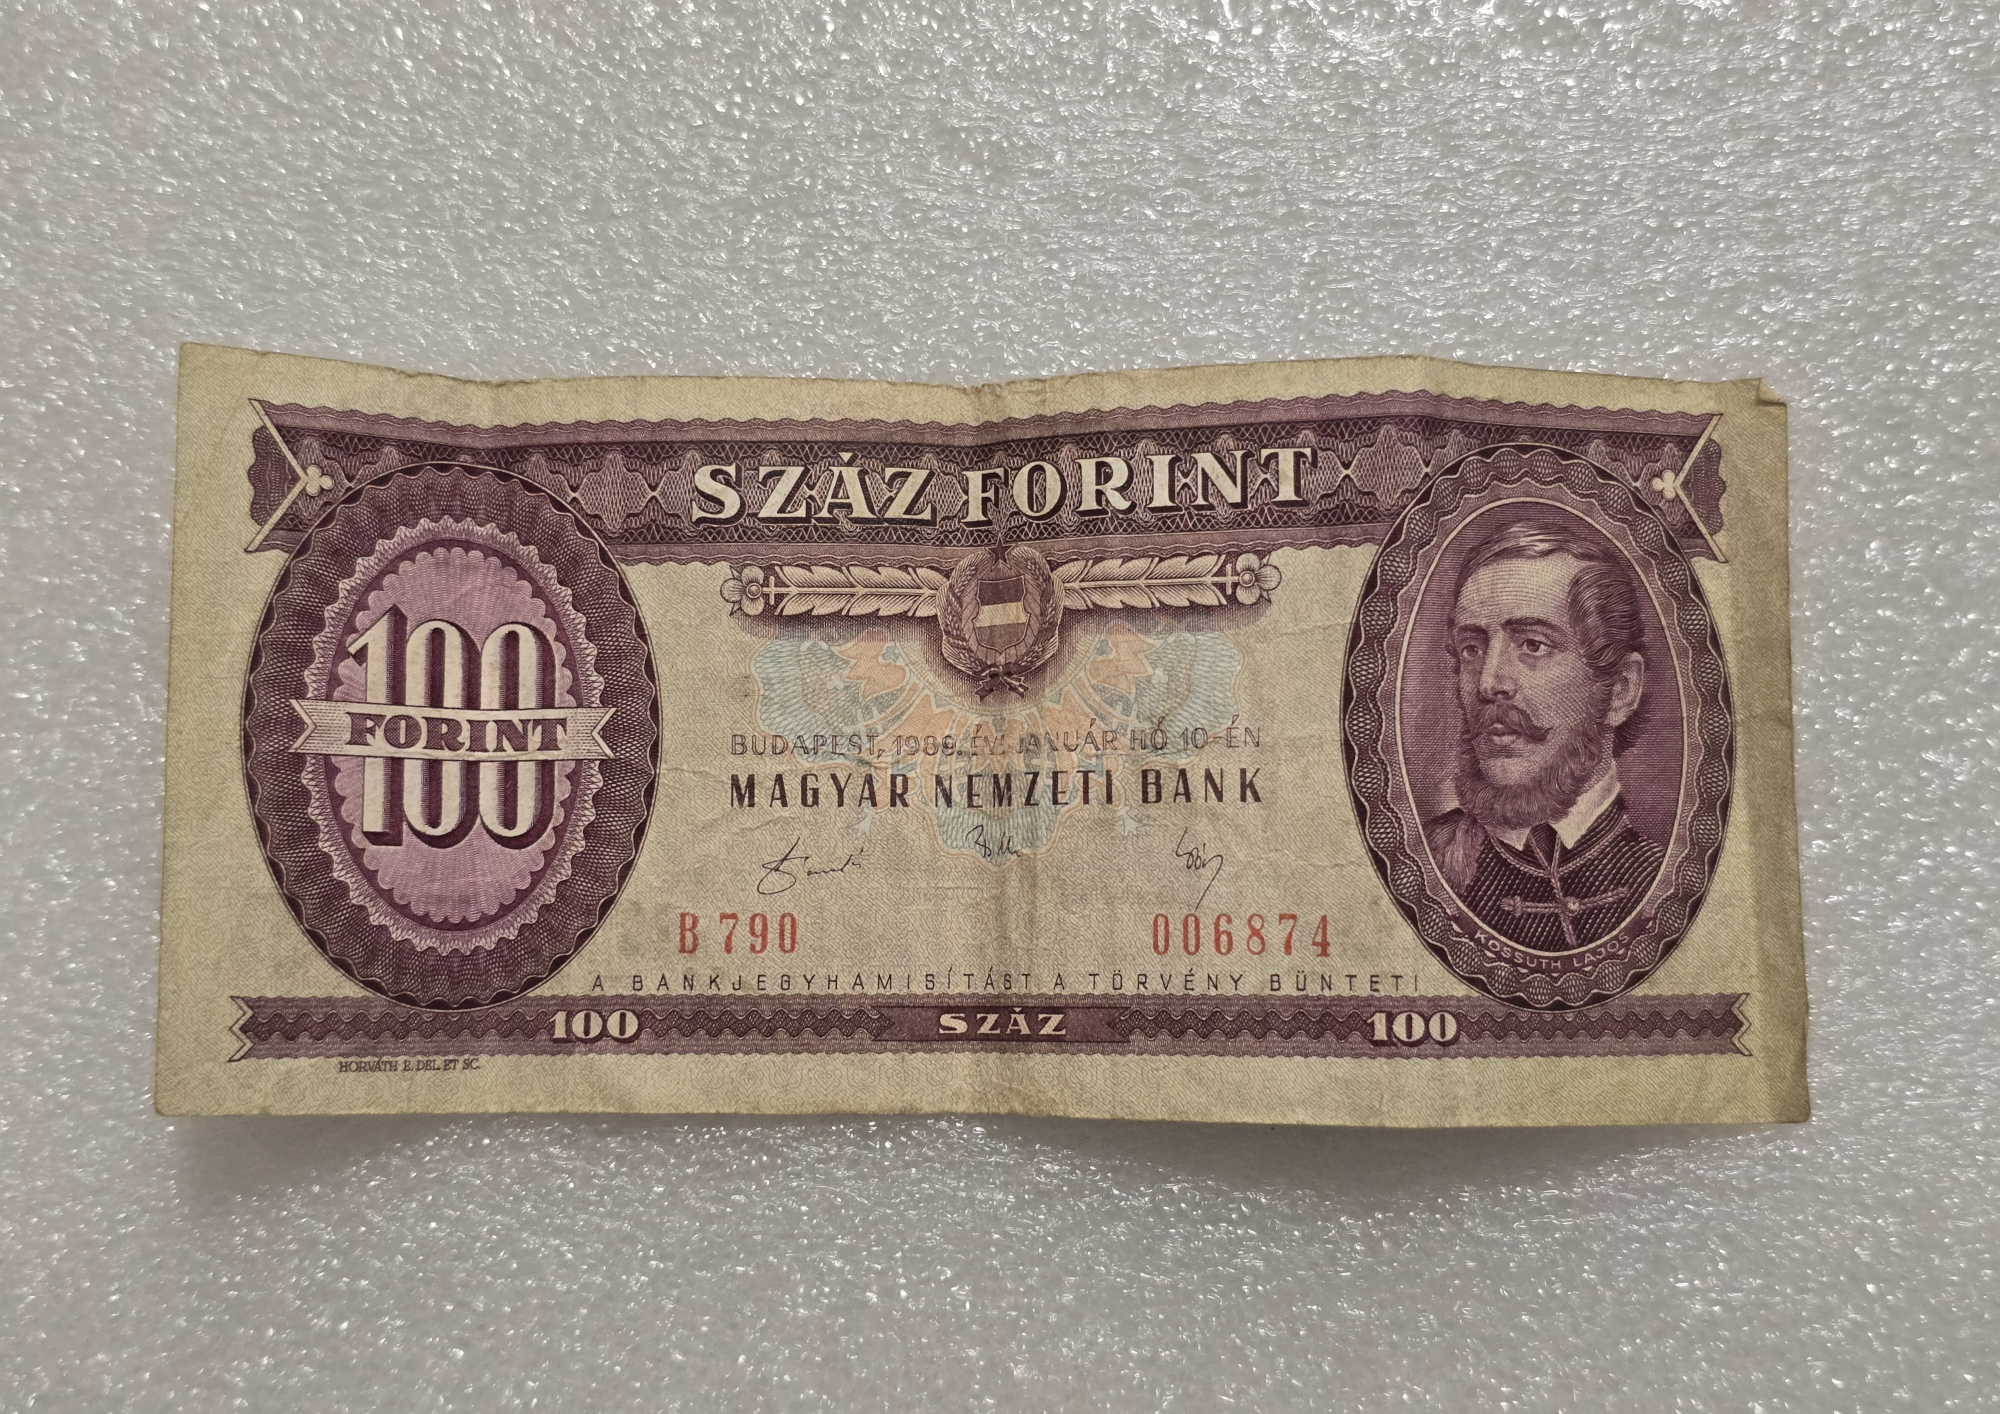 SZÁZ FORINT
100
FORINT
BUDAPEST, 1989. ÉVI JANUÁR HÓ 10-ÉN
MAGYAR NEMZETI BANK
B 790 006874
KOSSUTH LAJOS
A BANKJEGYHAMISÍTÁST A TÖRVÉNY BÜNTETI
100 SZÁZ 100
HORVÁTH E. DEL. ET SC.